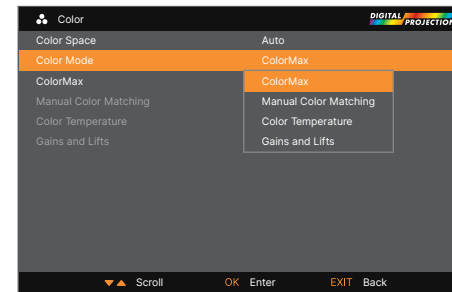 Color
DIGITAL PROJECTION
Color Space Auto
Color Mode ColorMax
ColorMax ColorMax
Manual Color Matching Manual Color Matching
Color Temperature Color Temperature
Gains and Lifts Gains and Lifts
Scroll OK Enter EXIT Back